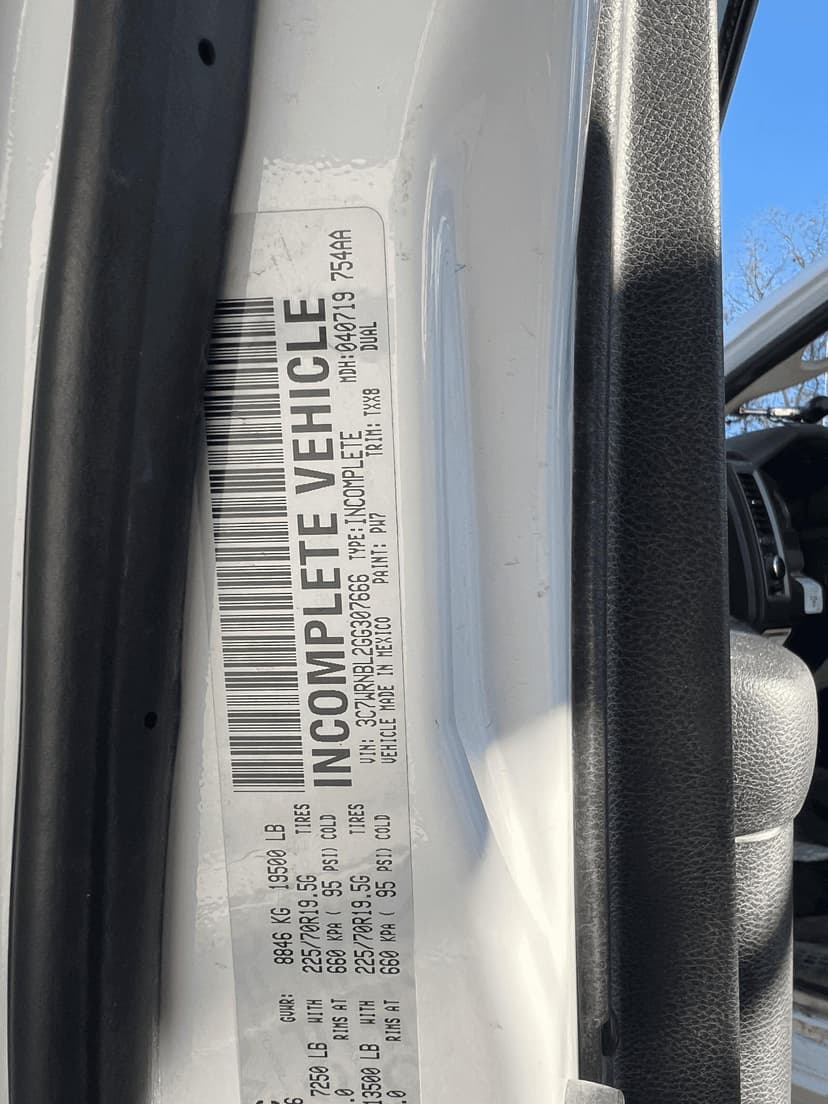 GVWR: 8846 KG 19500 LB
7250 LB WITH 225/70R19.5G TIRES
.0 RIMS AT 660 KPA ( 95 PSI) COLD
13500 LB WITH 225/70R19.5G TIRES
.0 RIMS AT 660 KPA ( 95 PSI) COLD
INCOMPLETE VEHICLE
VIN: 3C7WRNBL2GG307666 TYPE:INCOMPLETE MDH:040719 754AA
VEHICLE MADE IN MEXICO PAINT: PW7 TRIM: TXX8 DUAL